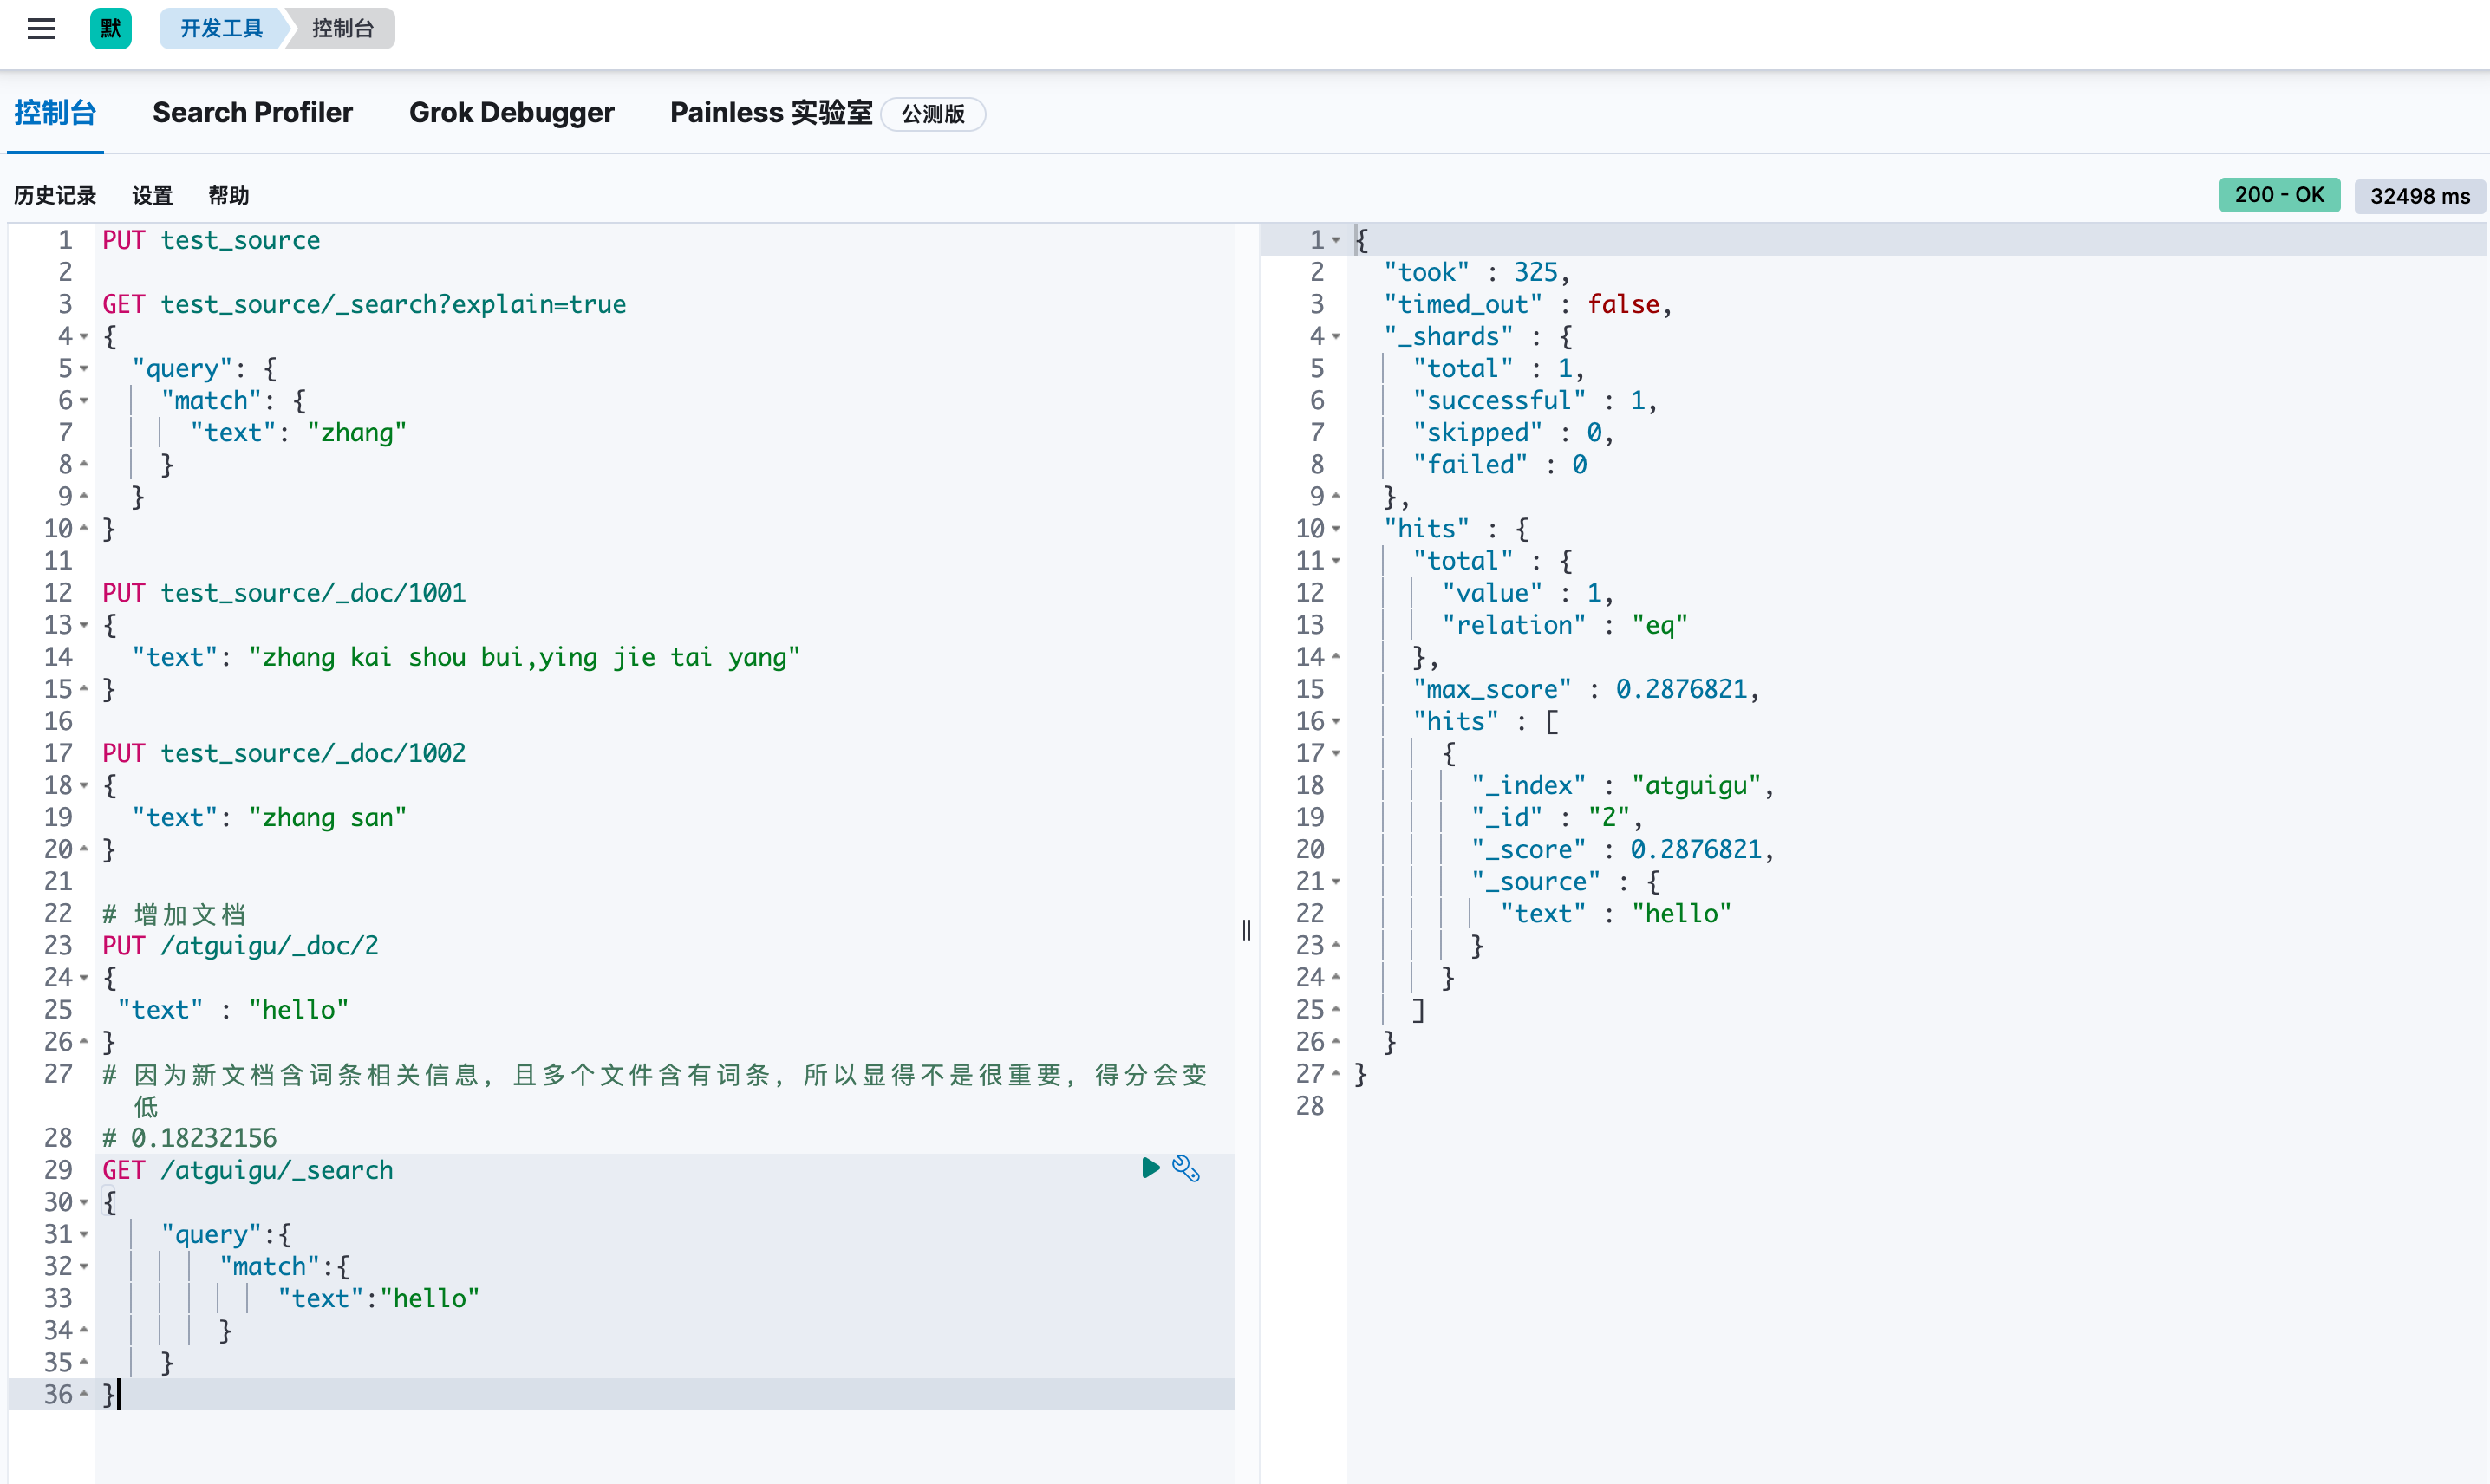 默 开发工具 控制台
控制台 Search Profiler Grok Debugger Painless 实验室 公测版
历史记录 设置 帮助 200 - OK 32498 ms
1 PUT test_source
2
3 GET test_source/_search?explain=true
4 {
5 "query": {
6 "match": {
7 "text": "zhang"
8 }
9 }
10 }
11
12 PUT test_source/_doc/1001
13 {
14 "text": "zhang kai shou bui,ying jie tai yang"
15 }
16
17 PUT test_source/_doc/1002
18 {
19 "text": "zhang san"
20 }
21
22 # 增加文档
23 PUT /atguigu/_doc/2
24 {
25 "text" : "hello"
26 }
27 # 因为新文档含词条相关信息, 且多个文件含有词条, 所以显得不是很重要, 得分会变
低
28 # 0.18232156
29 GET /atguigu/_search
30 {
31 "query":{
32 "match":{
33 "text":"hello"
34 }
35 }
36 }
1 {
2 "took" : 325,
3 "timed_out" : false,
4 "_shards" : {
5 "total" : 1,
6 "successful" : 1,
7 "skipped" : 0,
8 "failed" : 0
9 },
10 "hits" : {
11 "total" : {
12 "value" : 1,
13 "relation" : "eq"
14 },
15 "max_score" : 0.2876821,
16 "hits" : [
17 {
18 "_index" : "atguigu",
19 "_id" : "2",
20 "_score" : 0.2876821,
21 "_source" : {
22 "text" : "hello"
23 }
24 }
25 ]
26 }
27 }
28